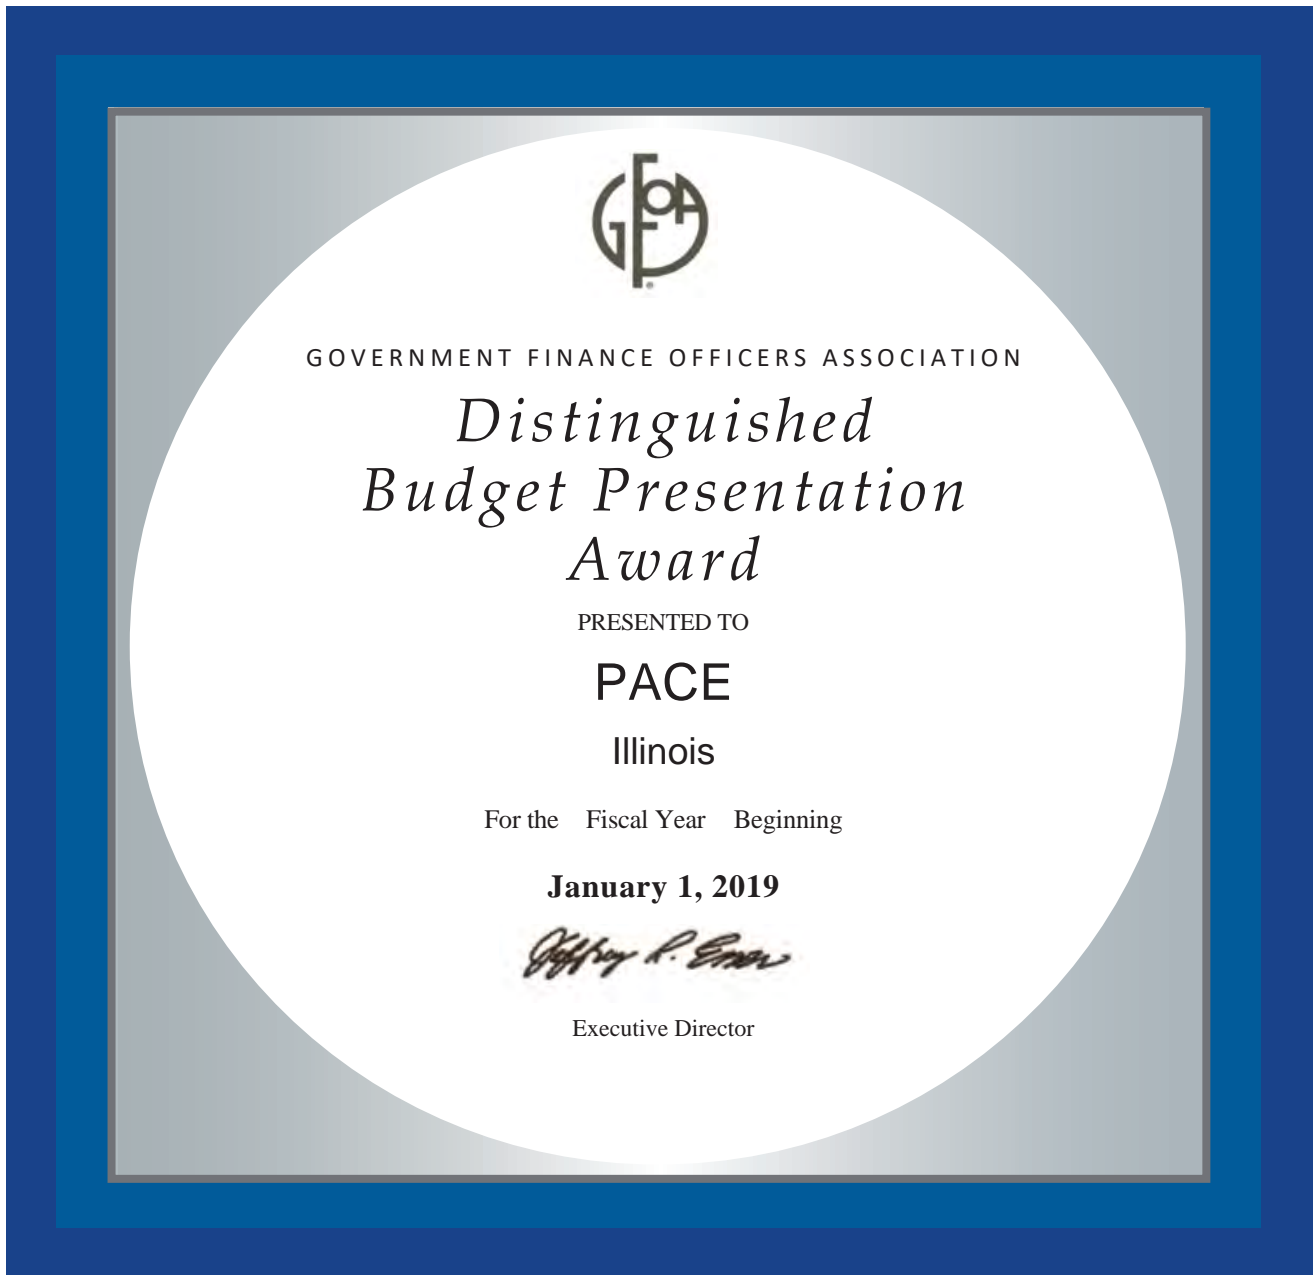 GFOA
GOVERNMENT FINANCE OFFICERS ASSOCIATION
Distinguished
Budget Presentation
Award
PRESENTED TO
PACE
Illinois
For the Fiscal Year Beginning
January 1, 2019
Executive Director